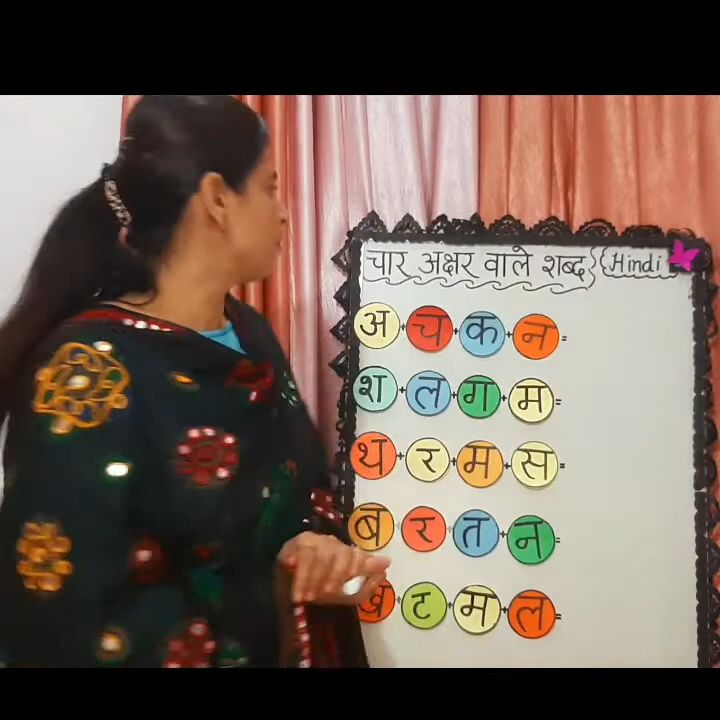 चार अक्षर वाले शब्द } { Hindi
अ + च + क + न =
श + ल + ग + म =
थ + र + म + स =
ब + र + त + न =
ख + ट + म + ल =